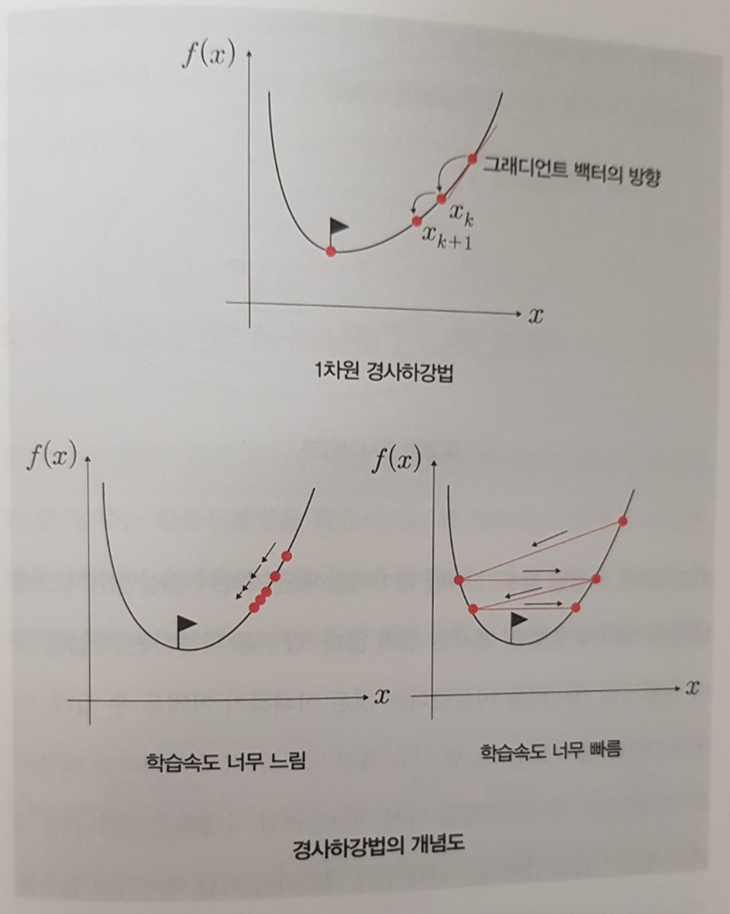 f(x)
그래디언트 백터의 방향
x_k
x_{k+1}
x
1차원 경사하강법
f(x)
x
학습속도 너무 느림
f(x)
x
학습속도 너무 빠름
경사하강법의 개념도